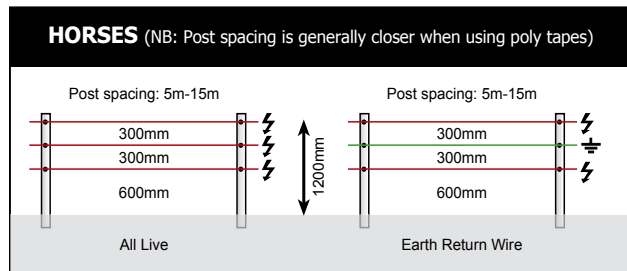 HORSES (NB: Post spacing is generally closer when using poly tapes)
Post spacing: 5m-15m
300mm
300mm
600mm
All Live
1200mm
Post spacing: 5m-15m
300mm
300mm
600mm
Earth Return Wire